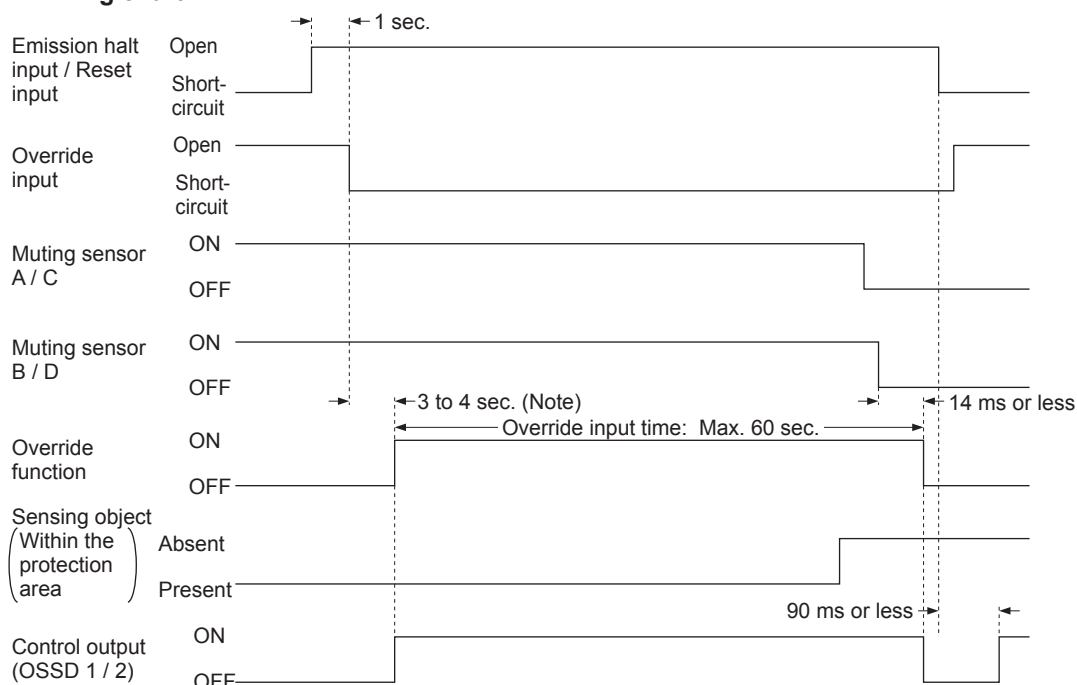 1 sec.
Emission halt
input / Reset
input
Open
Short-
circuit
Override
input
Open
Short-
circuit
Muting sensor
A / C
ON
OFF
Muting sensor
B / D
ON
OFF
3 to 4 sec. (Note)
14 ms or less
Override input time: Max. 60 sec.
Override
function
ON
OFF
Sensing object
Within the
protection
area
Absent
Present
90 ms or less
Control output
(OSSD 1 / 2)
ON
OFF